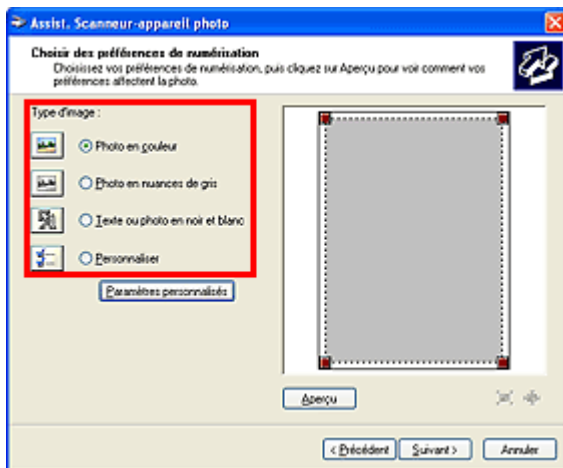 Assist. Scanneur-appareil photo
Choisir des préférences de numérisation
Choisissez vos préférences de numérisation, puis cliquez sur Aperçu pour voir comment vos
préférences affectent la photo.
Type d'image :
Photo en couleur
Photo en nuances de gris
Texte ou photo en noir et blanc
Personnaliser
Paramètres personnalisés
Aperçu
< Précédent Suivant > Annuler